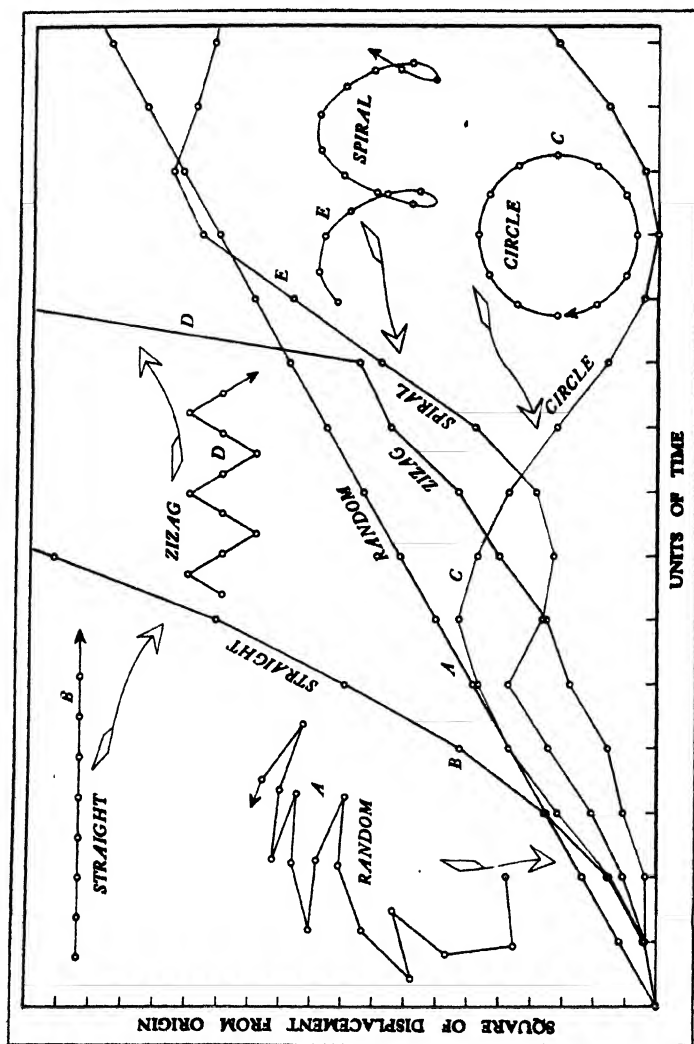 SQUARE OF DISPLACEMENT FROM ORIGIN
STRAIGHT
B
STRAIGHT
B
RANDOM
A
RANDOM
A
ZIZAG
D
ZIZAG
D
SPIRAL
E
SPIRAL
E
CIRCLE
C
CIRCLE
C
UNITS OF TIME